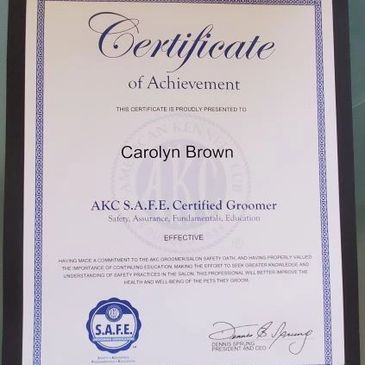 Certificate
of Achievement
THIS CERTIFICATE IS PROUDLY PRESENTED TO
Carolyn Brown
AKC S.A.F.E. Certified Groomer
Safety, Assurance, Fundamentals, Education
EFFECTIVE
HAVING MADE A COMMITMENT TO THE AKC GROOMER/SALON SAFETY OATH, AND HAVING PROPERLY VALUED
THE IMPORTANCE OF CONTINUING EDUCATION, MAKING THE EFFORT TO SEEK GREATER KNOWLEDGE AND
UNDERSTANDING OF SAFETY PRACTICES IN THE SALON, THIS PROFESSIONAL WILL BETTER IMPROVE THE
HEALTH AND WELL-BEING OF THE PETS THEY GROOM.
AKC
S.A.F.E.
Dennis B. Sprung
DENNIS SPRUNG
PRESIDENT AND CEO